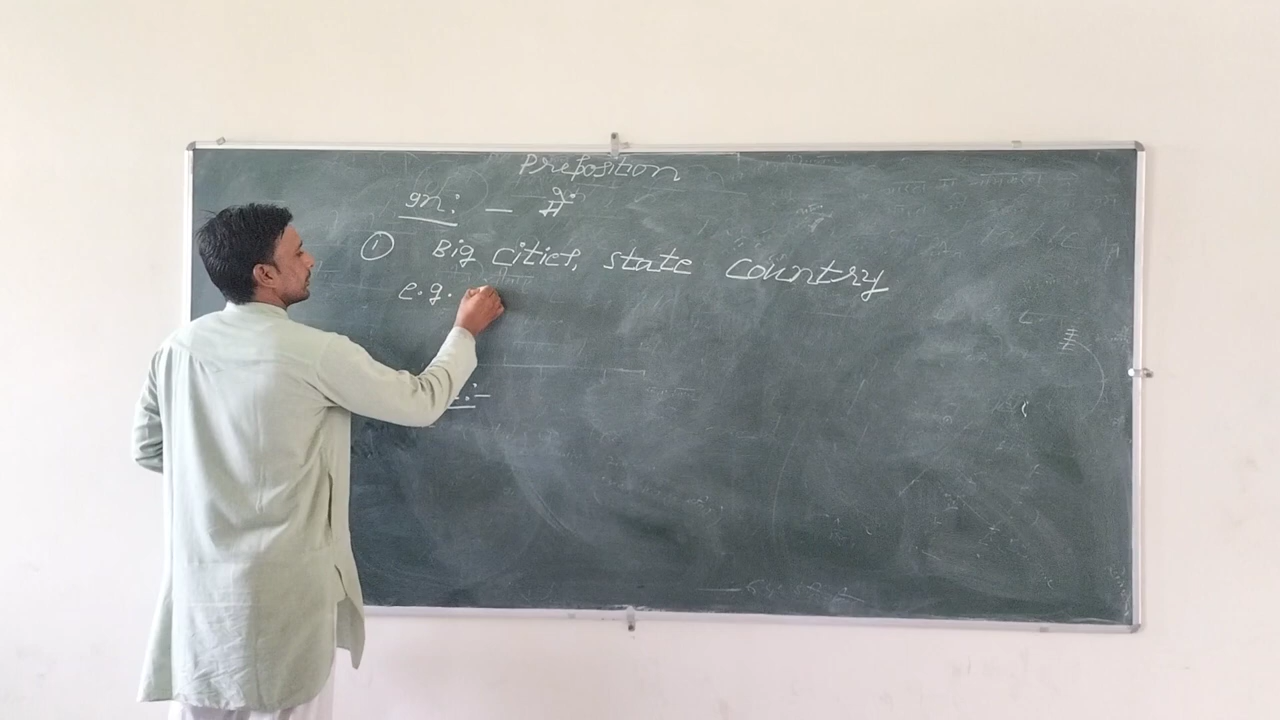 Preposition
In: — में
① Big cities, state country
e.g.
:-